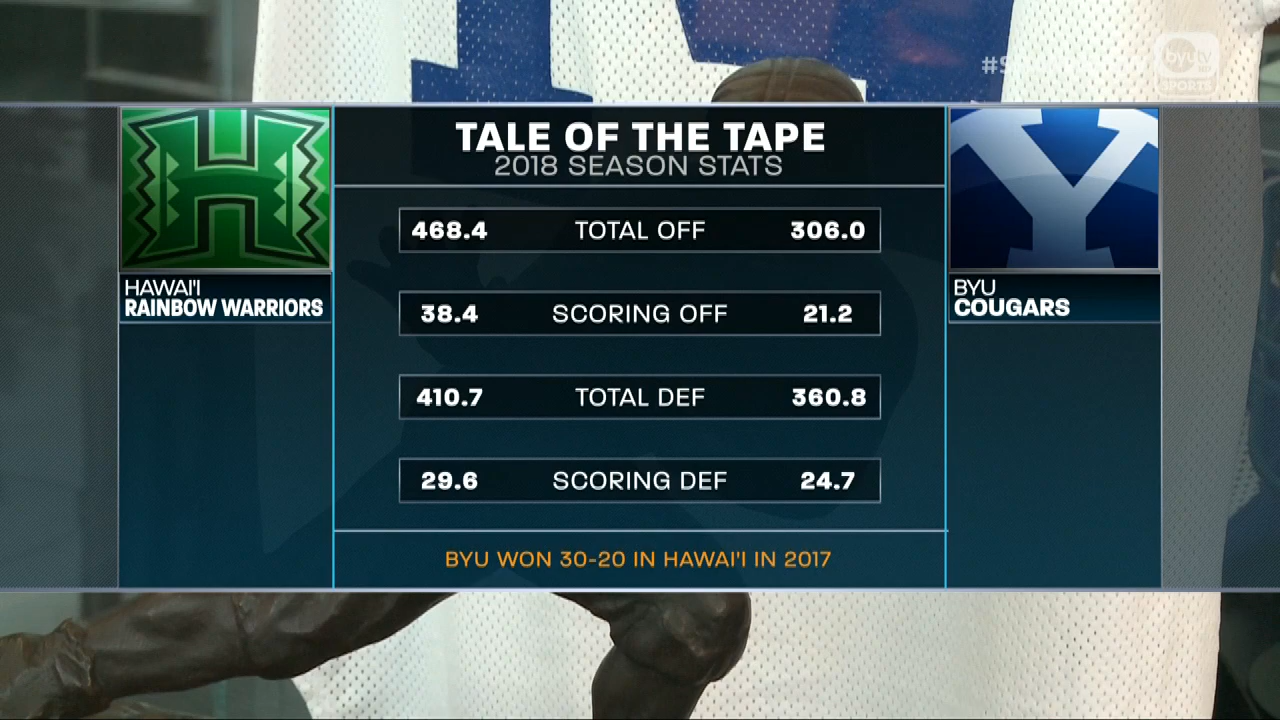 byutv
SPORTS
TALE OF THE TAPE
2018 SEASON STATS
HAWAI'I
RAINBOW WARRIORS
BYU
COUGARS
468.4 TOTAL OFF 306.0
38.4 SCORING OFF 21.2
410.7 TOTAL DEF 360.8
29.6 SCORING DEF 24.7
BYU WON 30-20 IN HAWAI'I IN 2017